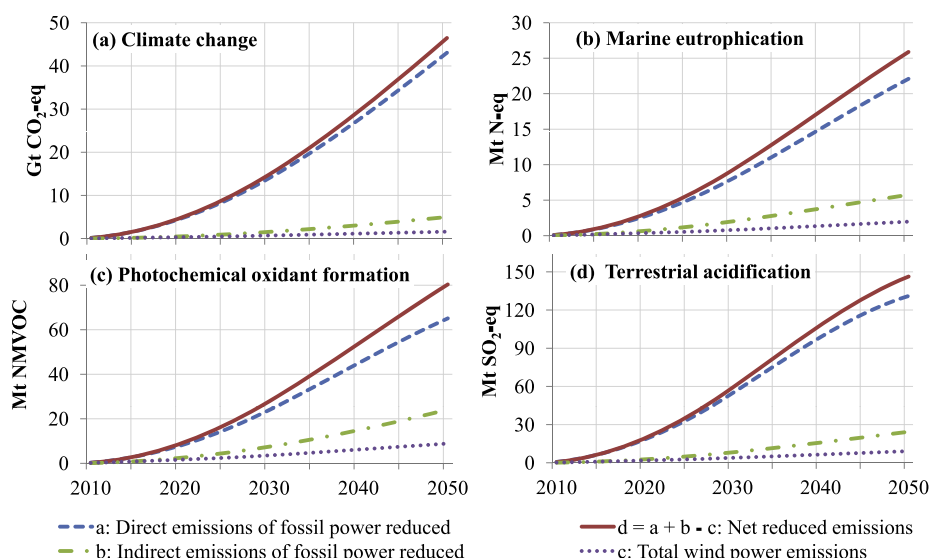 (a) Climate change
Gt CO₂-eq
50
40
30
20
10
0
(b) Marine eutrophication
Mt N-eq
30
25
20
15
10
5
0
(c) Photochemical oxidant formation
Mt NMVOC
80
60
40
20
0
2010 2020 2030 2040 2050
(d) Terrestrial acidification
Mt SO₂-eq
150
120
90
60
30
0
2010 2020 2030 2040 2050
a: Direct emissions of fossil power reduced
d = a + b - c: Net reduced emissions
b: Indirect emissions of fossil power reduced
c: Total wind power emissions